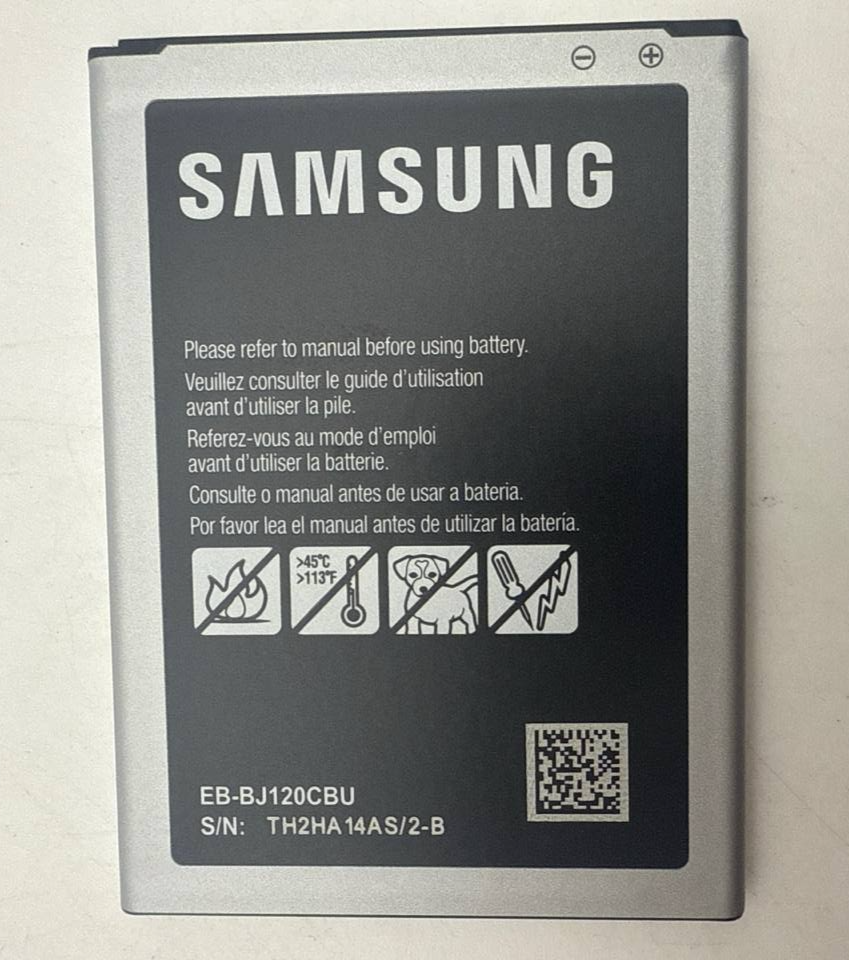 SAMSUNG
Please refer to manual before using battery.
Veuillez consulter le guide d'utilisation
avant d'utiliser la pile.
Referez-vous au mode d'emploi
avant d'utiliser la batterie.
Consulte o manual antes de usar a bateria.
Por favor lea el manual antes de utilizar la batería.
>45°C
>113°F
EB-BJ120CBU
S/N: TH2HA14AS/2-B